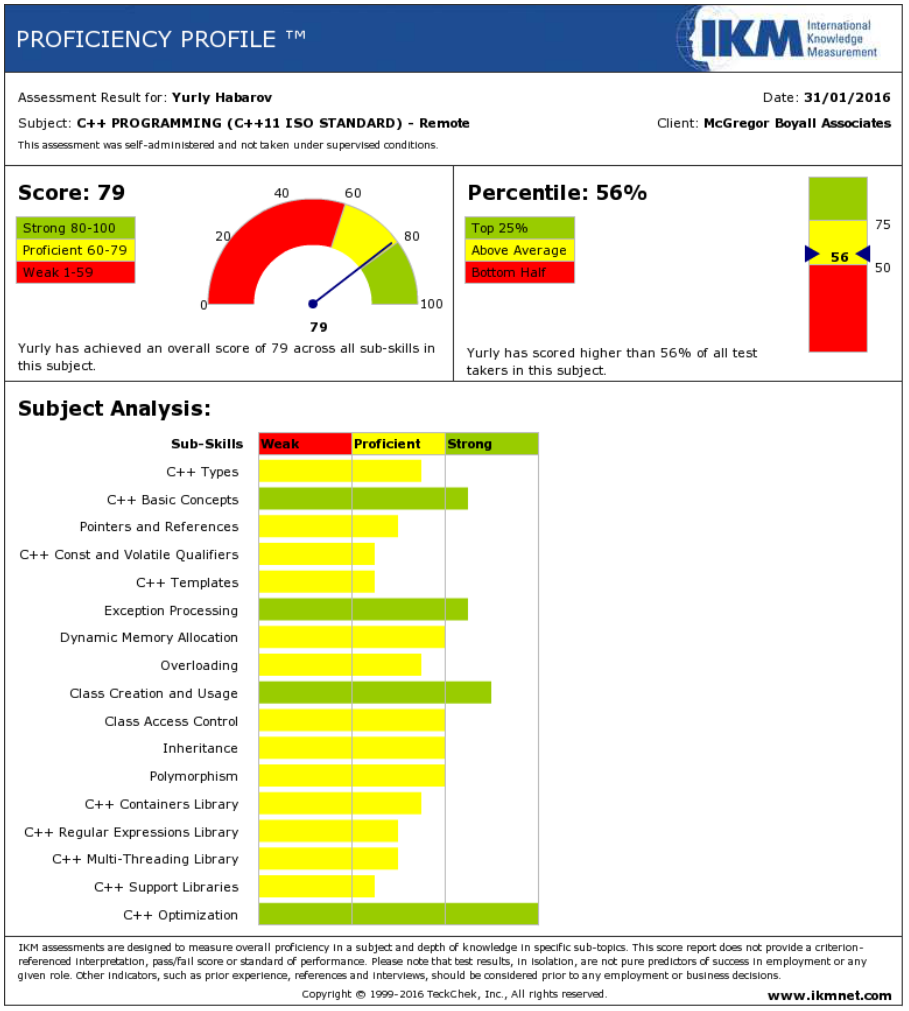 PROFICIENCY PROFILE ™
IKM
International
Knowledge
Measurement
Assessment Result for: Yurly Habarov
Date: 31/01/2016
Subject: C++ PROGRAMMING (C++11 ISO STANDARD) - Remote
Client: McGregor Boyall Associates
This assessment was self-administered and not taken under supervised conditions.
Score: 79
Strong 80-100
Proficient 60-79
Weak 1-59
0
20
40
60
80
100
79
Yurly has achieved an overall score of 79 across all sub-skills in
this subject.
Percentile: 56%
Top 25%
Above Average
Bottom Half
75
56
50
Yurly has scored higher than 56% of all test
takers in this subject.
Subject Analysis:
Sub-Skills Weak Proficient Strong
C++ Types
C++ Basic Concepts
Pointers and References
C++ Const and Volatile Qualifiers
C++ Templates
Exception Processing
Dynamic Memory Allocation
Overloading
Class Creation and Usage
Class Access Control
Inheritance
Polymorphism
C++ Containers Library
C++ Regular Expressions Library
C++ Multi-Threading Library
C++ Support Libraries
C++ Optimization
IKM assessments are designed to measure overall proficiency in a subject and depth of knowledge in specific sub-topics. This score report does not provide a criterion-
referenced interpretation, pass/fail score or standard of performance. Please note that test results, in isolation, are not pure predictors of success in employment or any
given role. Other indicators, such as prior experience, references and interviews, should be considered prior to any employment or business decisions.
Copyright © 1999-2016 TeckChek, Inc., All rights reserved.
www.ikmnet.com